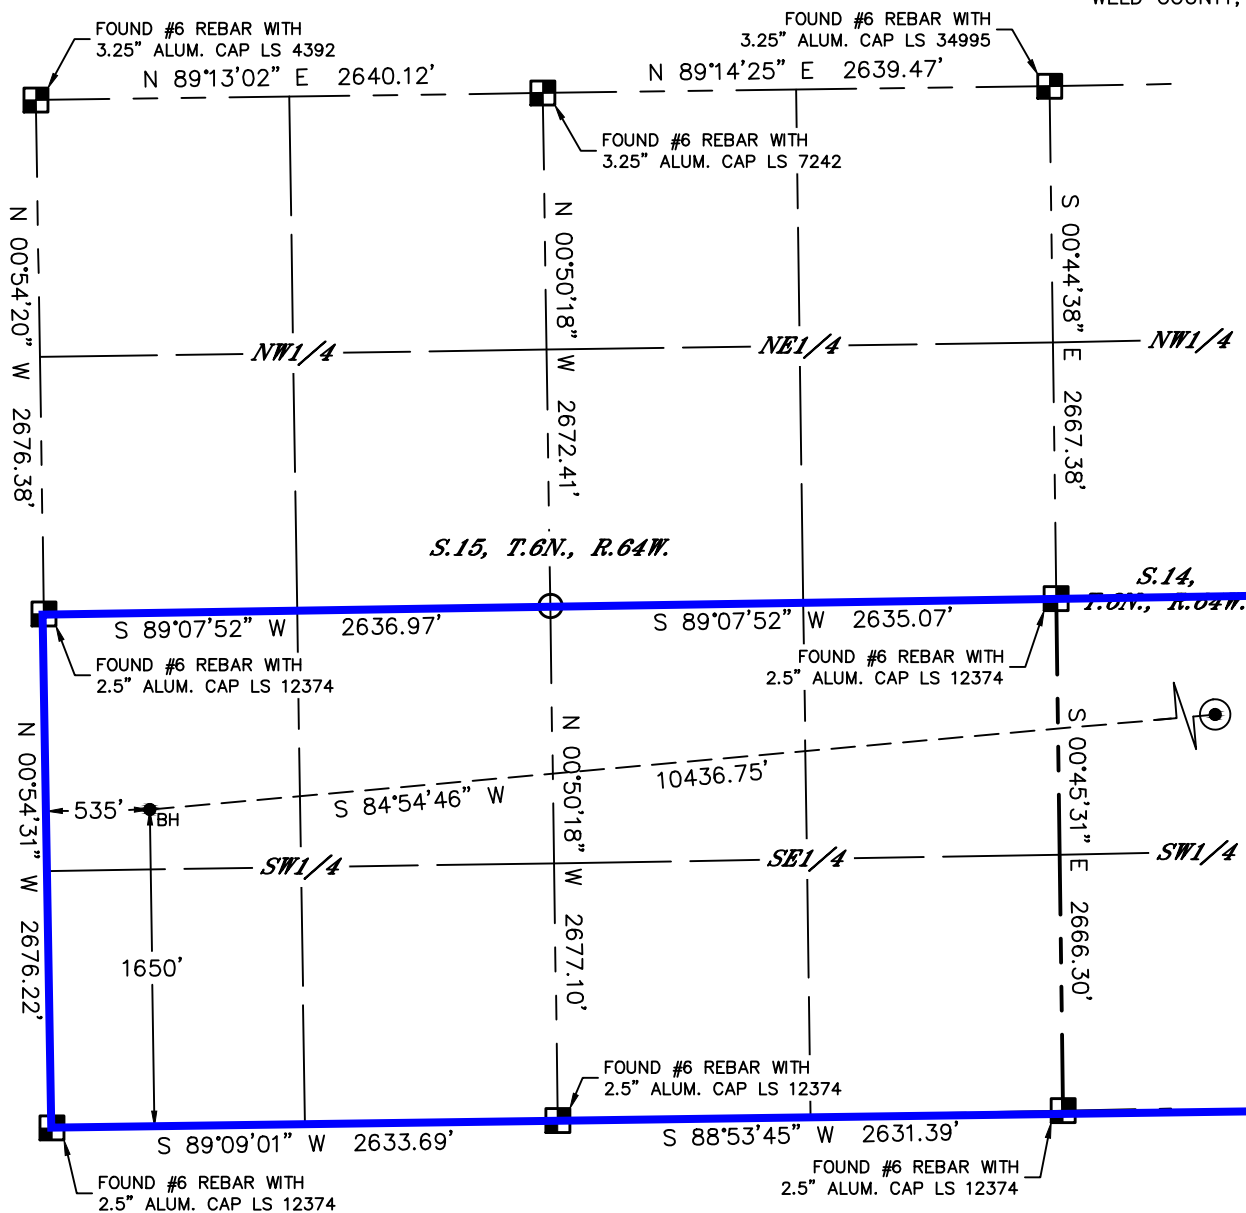 WELD COUNTY,
FOUND #6 REBAR WITH
3.25" ALUM. CAP LS 4392
FOUND #6 REBAR WITH
3.25" ALUM. CAP LS 34995
N 89°13'02" E 2640.12'
N 89°14'25" E 2639.47'
FOUND #6 REBAR WITH
3.25" ALUM. CAP LS 7242
N 00°54'20" W 2676.38'
N 00°50'18" W 2672.41'
S 00°44'38" E 2667.38'
NW1/4
NE1/4
NW1/4
S.15, T.6N., R.64W.
S.14,
T.6N., R.64W.
S 89°07'52" W 2636.97'
S 89°07'52" W 2635.07'
FOUND #6 REBAR WITH
2.5" ALUM. CAP LS 12374
FOUND #6 REBAR WITH
2.5" ALUM. CAP LS 12374
N 00°54'31" W 2676.22'
N 00°50'18" W 2677.10'
S 00°45'31" E 2666.30'
535'
BH
S 84°54'46" W 10436.75'
SW1/4
SE1/4
SW1/4
1650'
FOUND #6 REBAR WITH
2.5" ALUM. CAP LS 12374
S 89°09'01" W 2633.69'
S 88°53'45" W 2631.39'
FOUND #6 REBAR WITH
2.5" ALUM. CAP LS 12374
FOUND #6 REBAR WITH
2.5" ALUM. CAP LS 12374